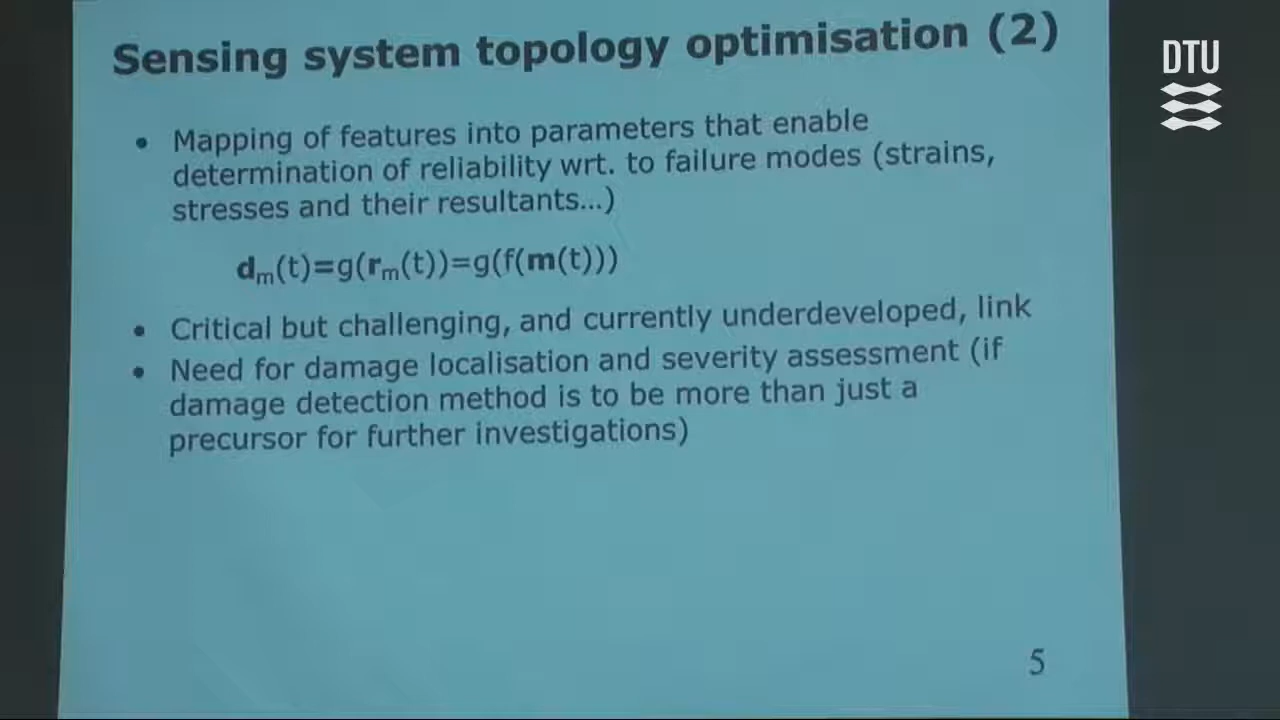 Sensing system topology optimisation (2)
DTU
• Mapping of features into parameters that enable
determination of reliability wrt. to failure modes (strains,
stresses and their resultants...)
dₘ(t)=g(rₘ(t))=g(f(m(t)))
• Critical but challenging, and currently underdeveloped, link
• Need for damage localisation and severity assessment (if
damage detection method is to be more than just a
precursor for further investigations)
5